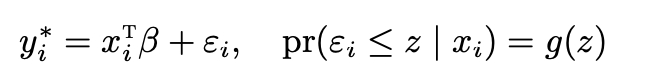 y_i^* = x_i^T β + ε_i, pr(ε_i ≤ z | x_i) = g(z)